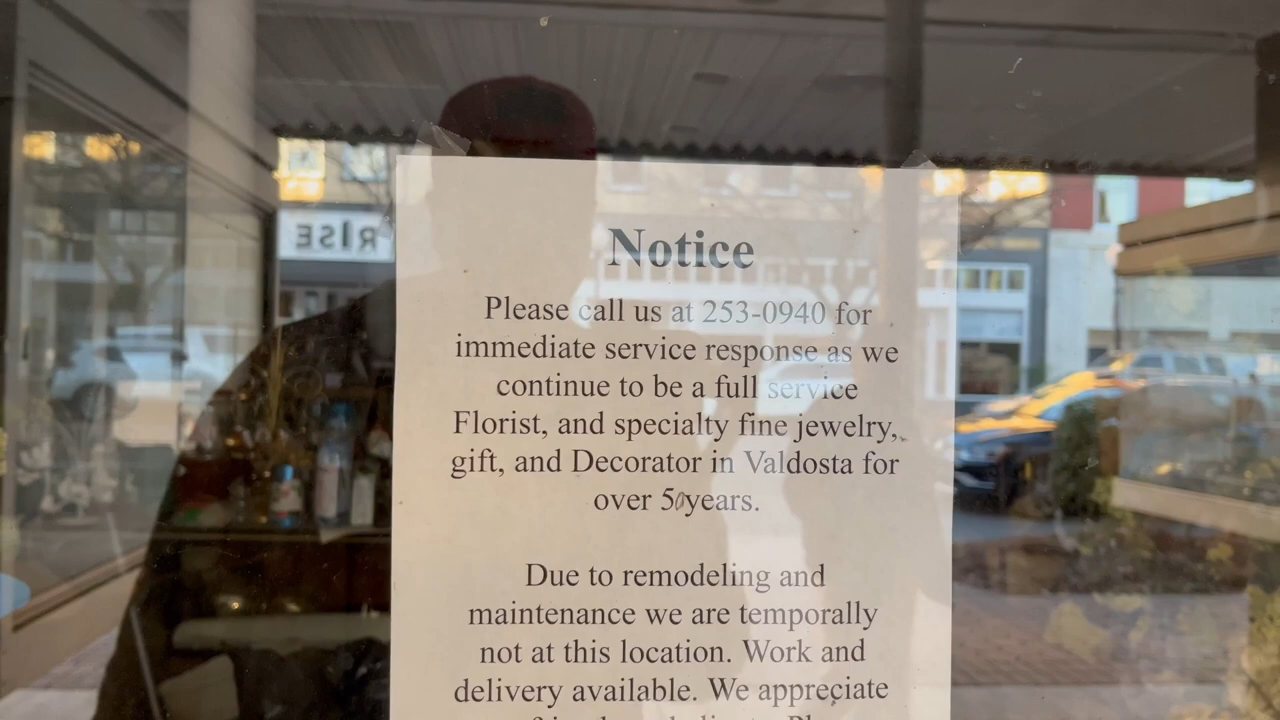 RISE
Notice
Please call us at 253-0940 for
immediate service response as we
continue to be a full service
Florist, and specialty fine jewelry,
gift, and Decorator in Valdosta for
over 50years.
Due to remodeling and
maintenance we are temporally
not at this location. Work and
delivery available. We appreciate